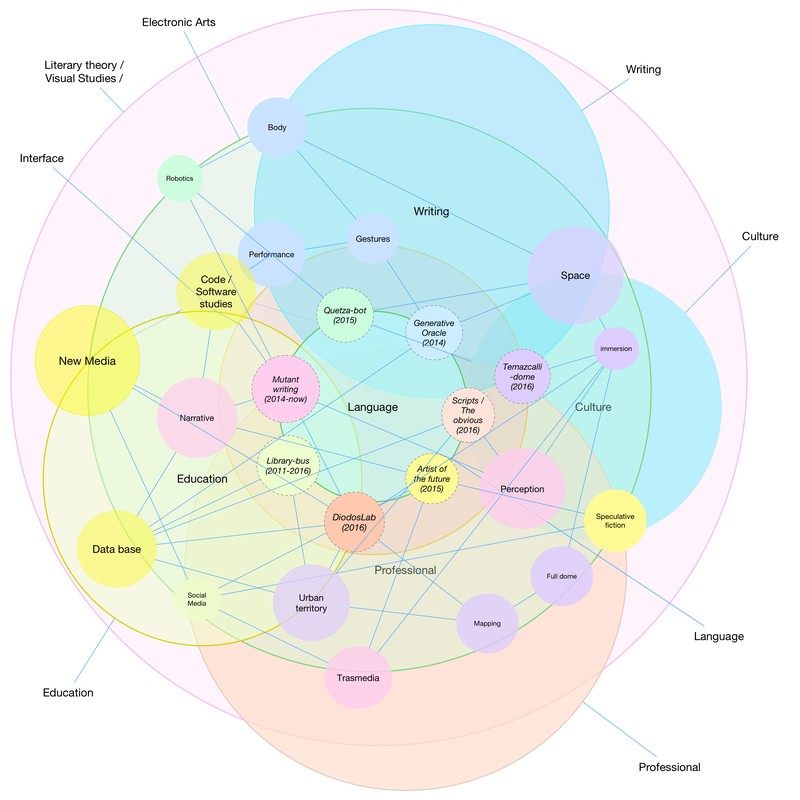 Electronic Arts
Literary theory /
Visual Studies /
Writing
Body
Interface
Robotics
Writing
Culture
Gestures
Performance
Space
Code /
Software
studies
Quetza-bot
(2015)
Generative
Oracle
(2014)
immersion
New Media
Temazcalli
-dome
(2016)
Mutant
writing
(2014-now)
Language
Scripts /
The
obvious
(2016)
Culture
Narrative
Library-bus
(2011-2016)
Artist of
the future
(2015)
Education
Perception
DiodosLab
(2016)
Speculative
fiction
Data base
Professional
Full dome
Social
Media
Urban
territory
Mapping
Language
Trasmedia
Education
Professional